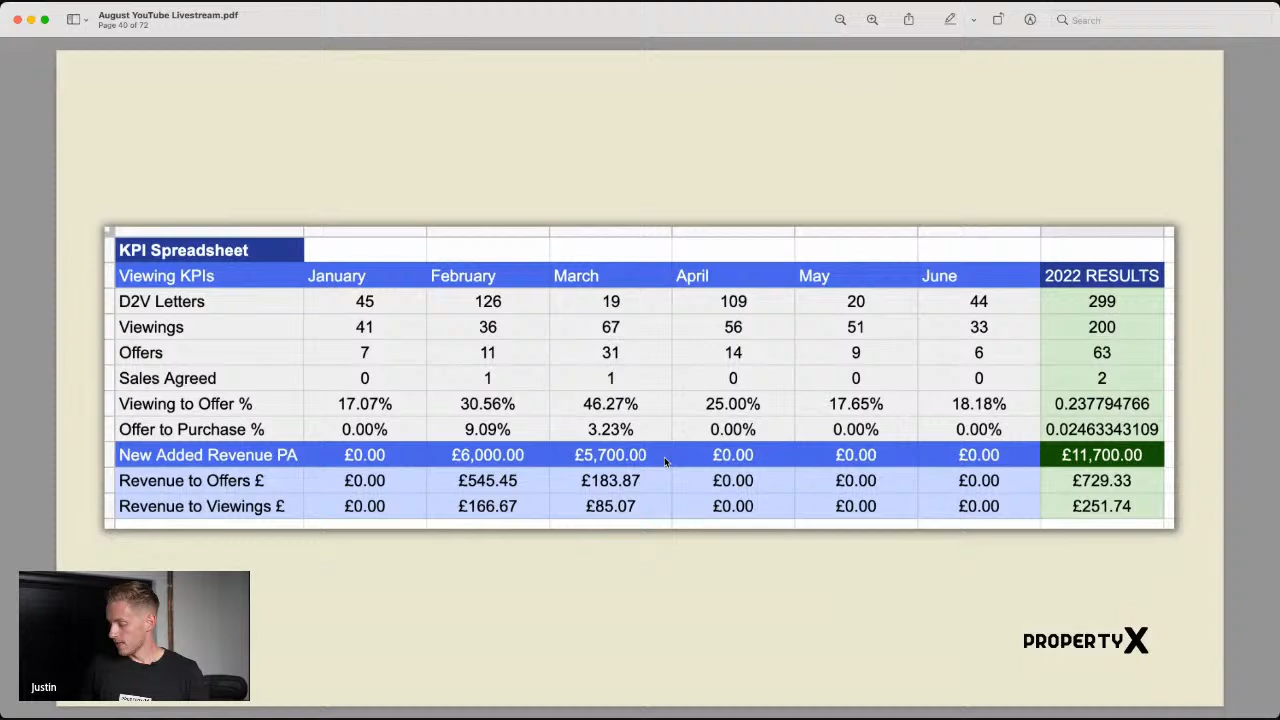 August YouTube Livestream.pdf
Page 40 of 72
Search
KPI Spreadsheet
Viewing KPIs January February March April May June 2022 RESULTS
D2V Letters 45 126 19 109 20 44 299
Viewings 41 36 67 56 51 33 200
Offers 7 11 31 14 9 6 63
Sales Agreed 0 1 1 0 0 0 2
Viewing to Offer % 17.07% 30.56% 46.27% 25.00% 17.65% 18.18% 0.237794766
Offer to Purchase % 0.00% 9.09% 3.23% 0.00% 0.00% 0.00% 0.02463343109
New Added Revenue PA £0.00 £6,000.00 £5,700.00 £0.00 £0.00 £0.00 £11,700.00
Revenue to Offers £ £0.00 £545.45 £183.87 £0.00 £0.00 £0.00 £729.33
Revenue to Viewings £ £0.00 £166.67 £85.07 £0.00 £0.00 £0.00 £251.74
PROPERTYX
Justin